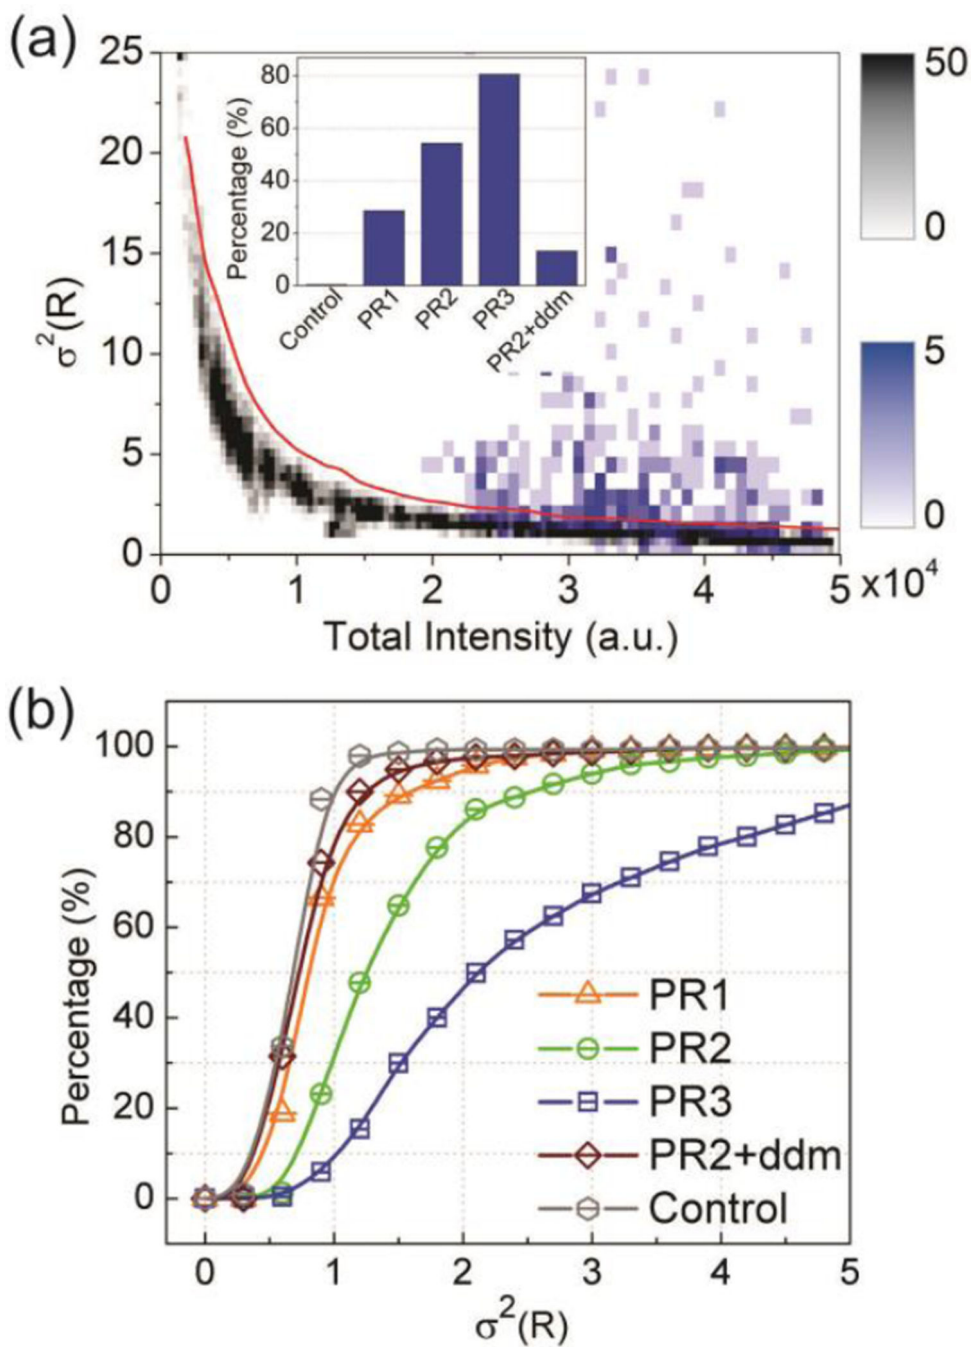 (a)
25
20
15
10
5
0
σ²(R)
0 1 2 3 4 5 x10⁴
Total Intensity (a.u.)
80
60
40
20
0
Percentage (%)
Control PR1 PR2 PR3 PR2+ddm
50
0
5
0
(b)
100
80
60
40
20
0
Percentage (%)
PR1
PR2
PR3
PR2+ddm
Control
0 1 2 3 4 5
σ²(R)